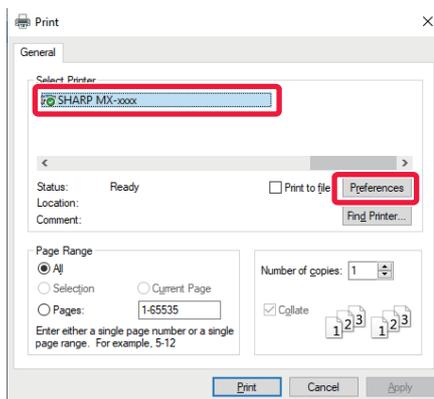 Print
General
Select Printer
SHARP MX-xxxx
Status: Ready
Print to file
Preferences
Location:
Comment:
Find Printer...
Page Range
All
Selection
Current Page
Pages:
1-65535
Enter either a single page number or a single
page range. For example, 5-12
Number of copies:
1
Collate
1 2 3
1 2 3
Print
Cancel
Apply